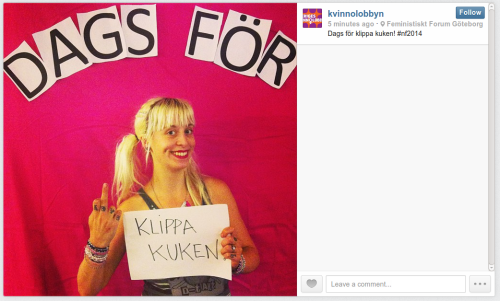 DAGS FÖR
KLIPPA
KUKEN
kvinnolobbyn
Follow
5 minutes ago · Feministiskt Forum Göteborg
Dags för klippa kuken! #nf2014
Leave a comment...